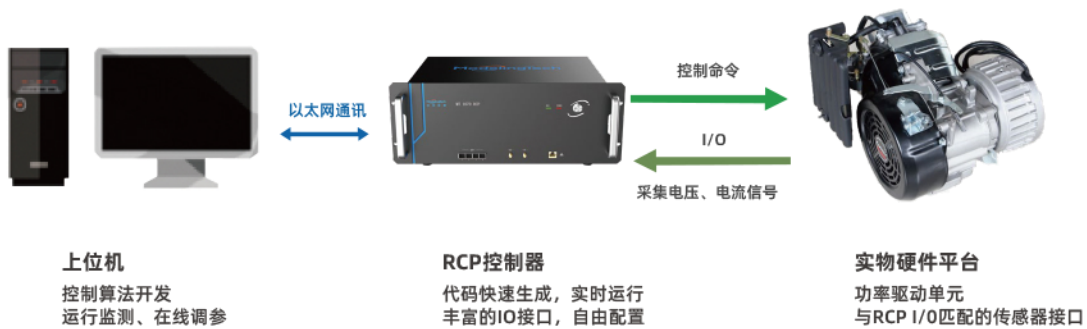 ModelingTech
以太网通讯
控制命令
I/O
采集电压、电流信号
上位机
控制算法开发
运行监测、在线调参
RCP控制器
代码快速生成，实时运行
丰富的IO接口，自由配置
实物硬件平台
功率驱动单元
与RCP I/O匹配的传感器接口